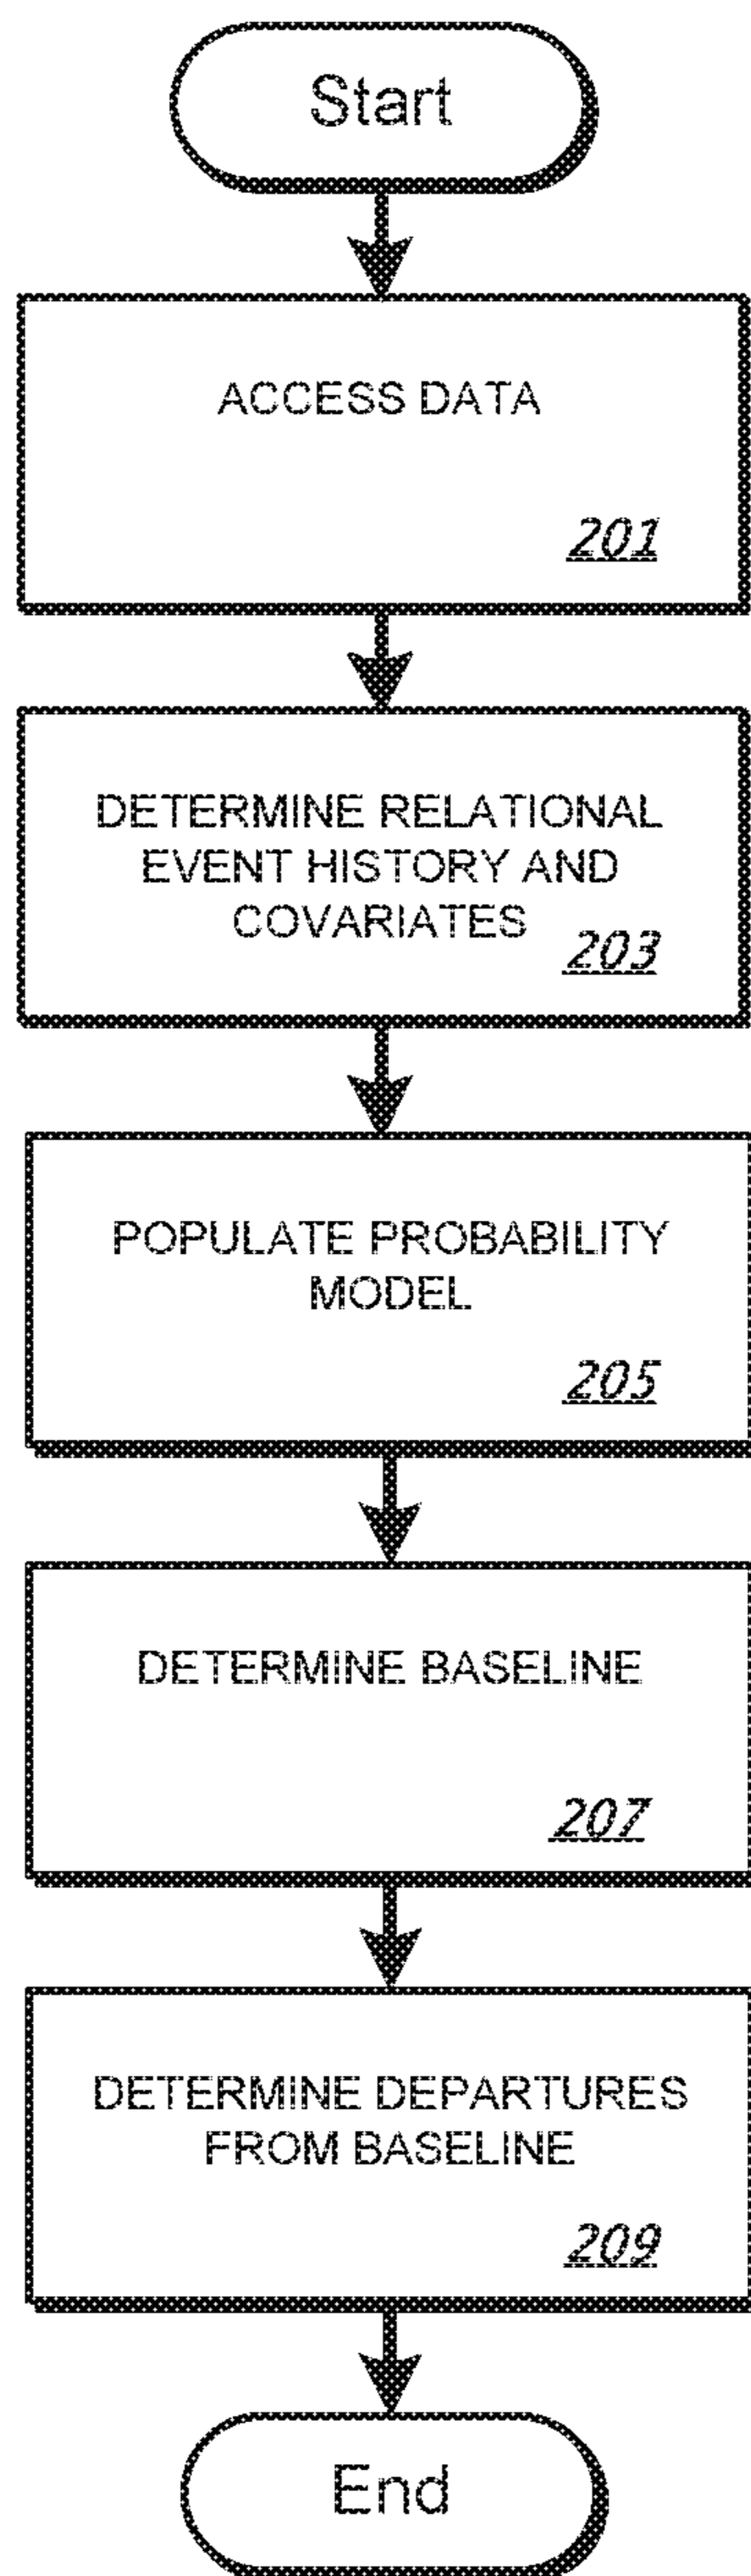 Start
ACCESS DATA
201
DETERMINE RELATIONAL
EVENT HISTORY AND
COVARIATES
203
POPULATE PROBABILITY
MODEL
205
DETERMINE BASELINE
207
DETERMINE DEPARTURES
FROM BASELINE
209
End